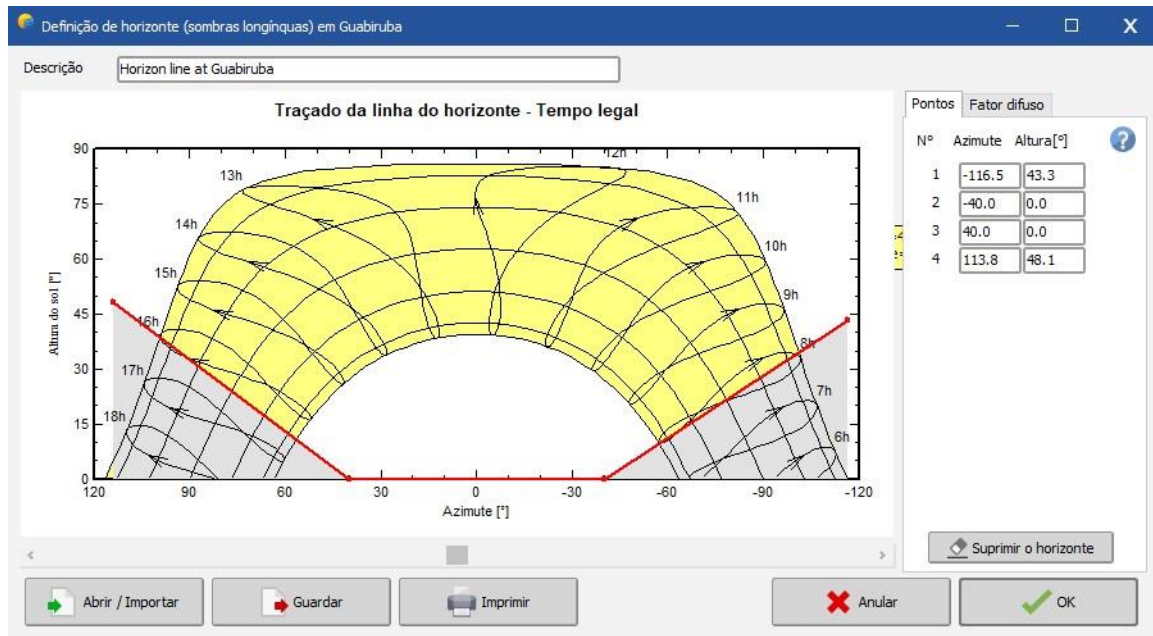 Definição de horizonte (sombras longínquas) em Guabiruba
X
Descrição Horizon line at Guabiruba
Traçado da linha do horizonte - Tempo legal
Pontos Fator difuso
Nº Azimute Altura[º] ?
1 -116.5 43.3
2 -40.0 0.0
3 40.0 0.0
4 113.8 48.1
90
75
60
45
30
15
0
Altura do sol [°]
12h
13h
11h
14h
10h
15h
9h
16h
8h
17h
7h
18h
6h
120 90 60 30 0 -30 -60 -90 -120
Azimute [°]
Suprimir o horizonte
Abrir / Importar Guardar Imprimir Anular OK